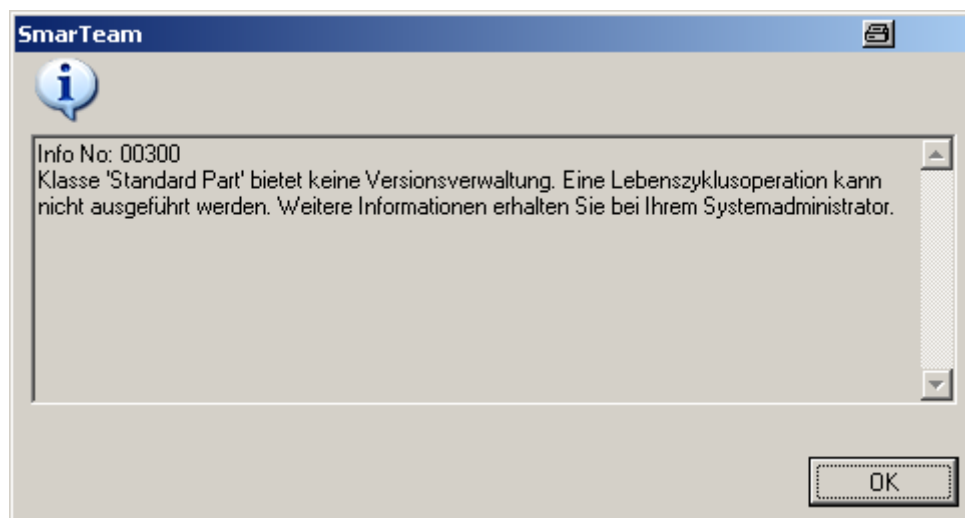 SmarTeam
Info No: 00300
Klasse 'Standard Part' bietet keine Versionsverwaltung. Eine Lebenszyklusoperation kann
nicht ausgeführt werden. Weitere Informationen erhalten Sie bei Ihrem Systemadministrator.
OK